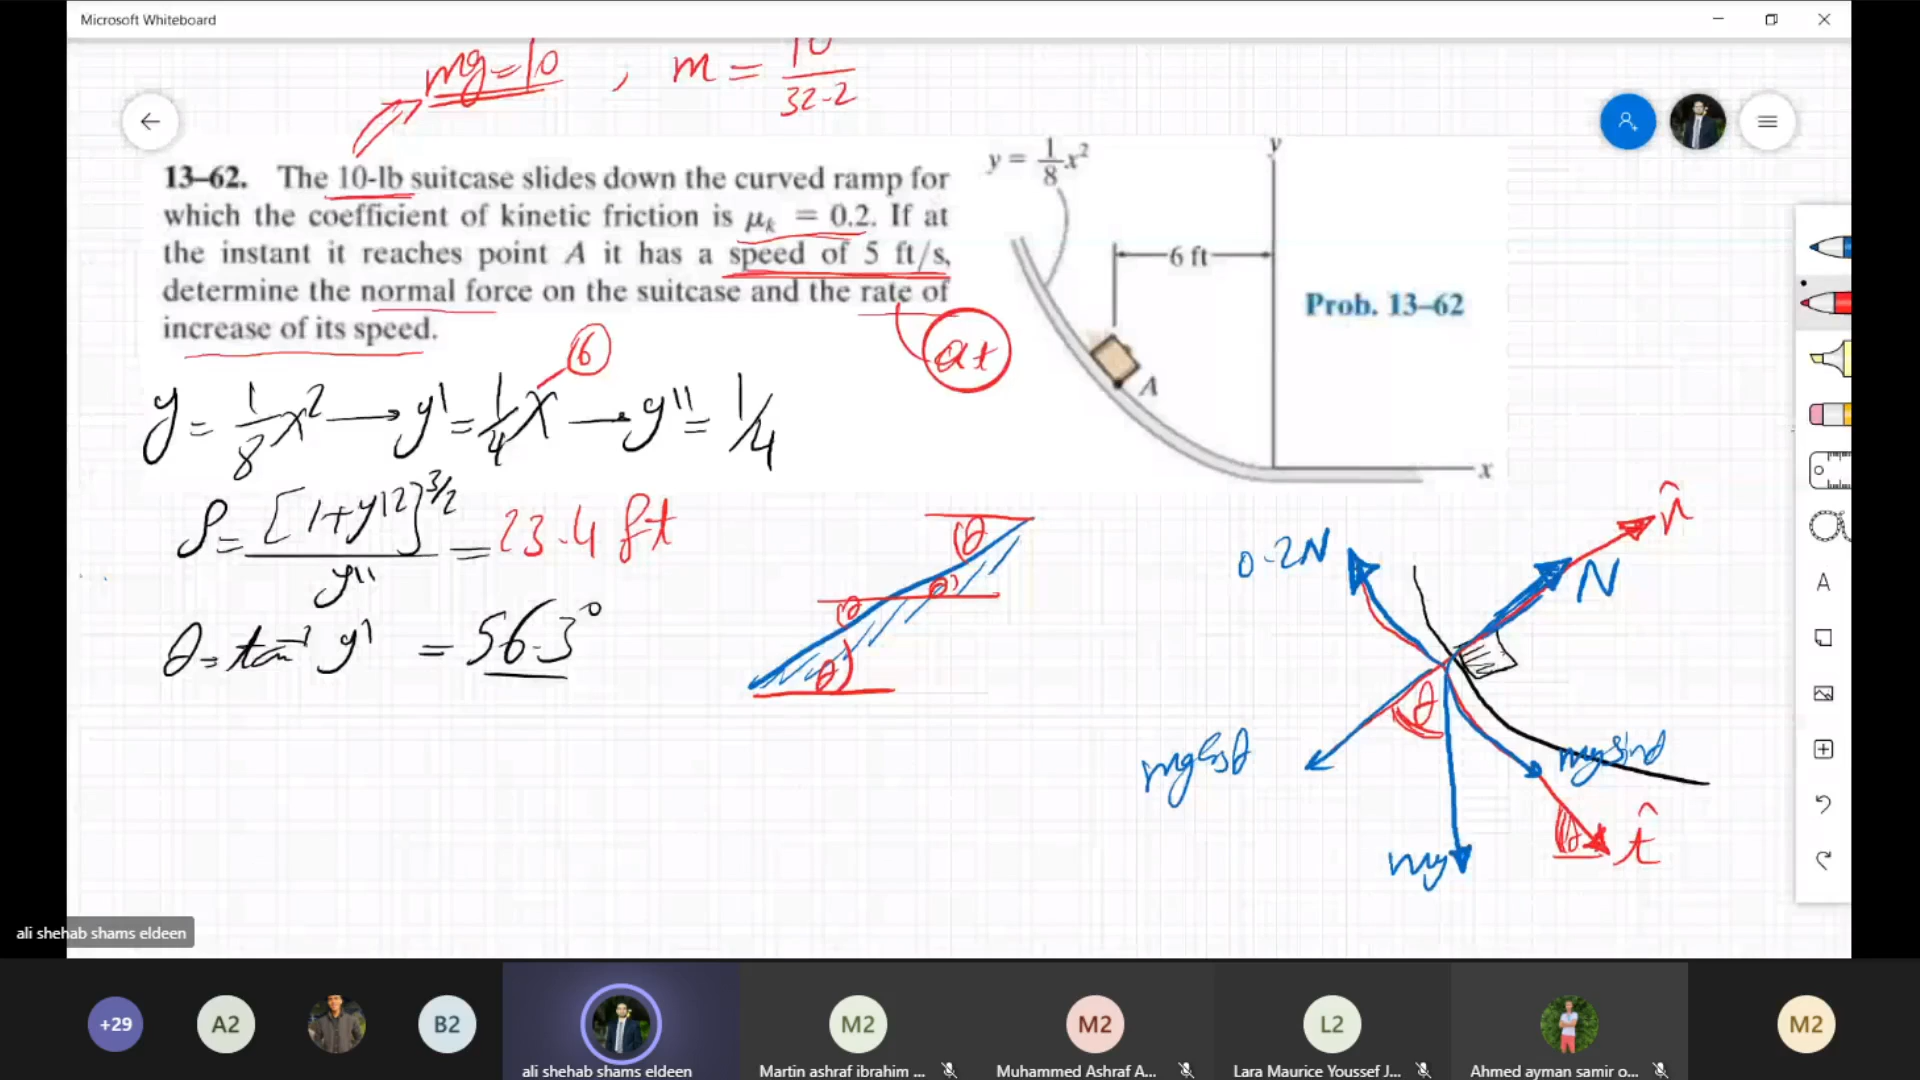 Microsoft Whiteboard
mg=10 , m = 10/32.2
13–62. The 10-lb suitcase slides down the curved ramp for
which the coefficient of kinetic friction is μk = 0.2. If at
the instant it reaches point A it has a speed of 5 ft/s,
determine the normal force on the suitcase and the rate of
increase of its speed.
at
6
y = 1/8 x²
y
6 ft
Prob. 13–62
A
x
y = 1/8 x² → y' = 1/4 x → y'' = 1/4
ρ = [1+y'²]^3/2 / y'' = 23.4 ft
θ = tan⁻¹ y' = 56.3°
θ
θ
θ
θ
0.2N
n̂
N
θ
mg cosθ
mg sinθ
θ
t̂
mg
A
ali shehab shams eldeen
+29
A2
B2
ali shehab shams eldeen
M2
Martin ashraf ibrahim ...
M2
Muhammed Ashraf A...
L2
Lara Maurice Youssef J...
Ahmed ayman samir o...
M2